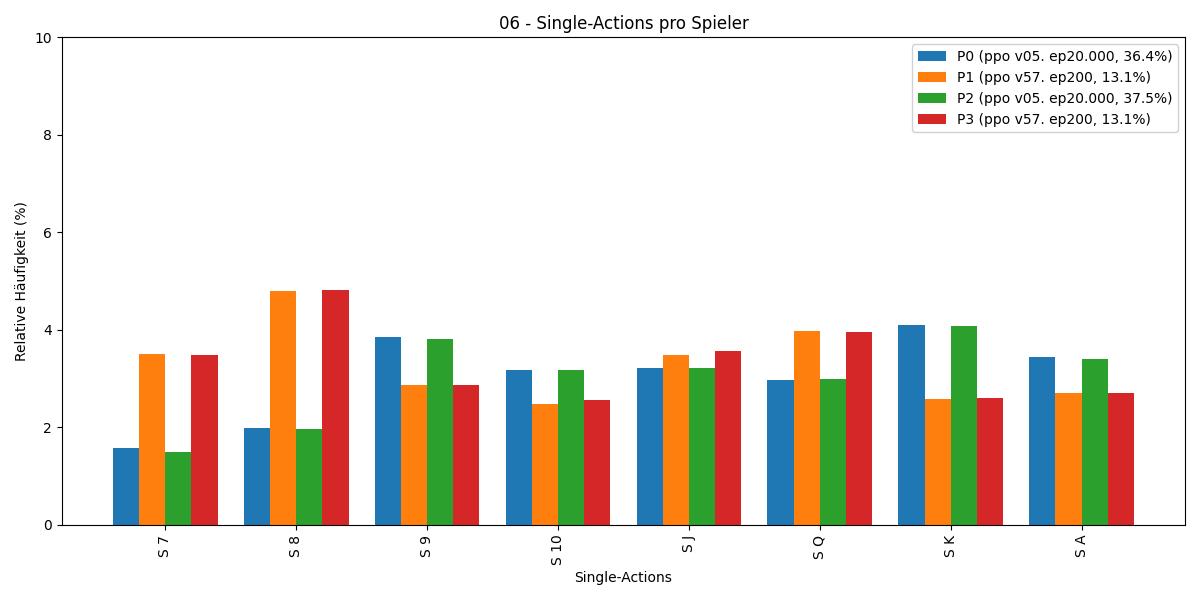 06 - Single-Actions pro Spieler
P0 (ppo v05. ep20.000, 36.4%)
P1 (ppo v57. ep200, 13.1%)
P2 (ppo v05. ep20.000, 37.5%)
P3 (ppo v57. ep200, 13.1%)
Relative Häufigkeit (%)
10
8
6
4
2
0
S 7
S 8
S 9
S 10
S J
S Q
S K
S A
Single-Actions